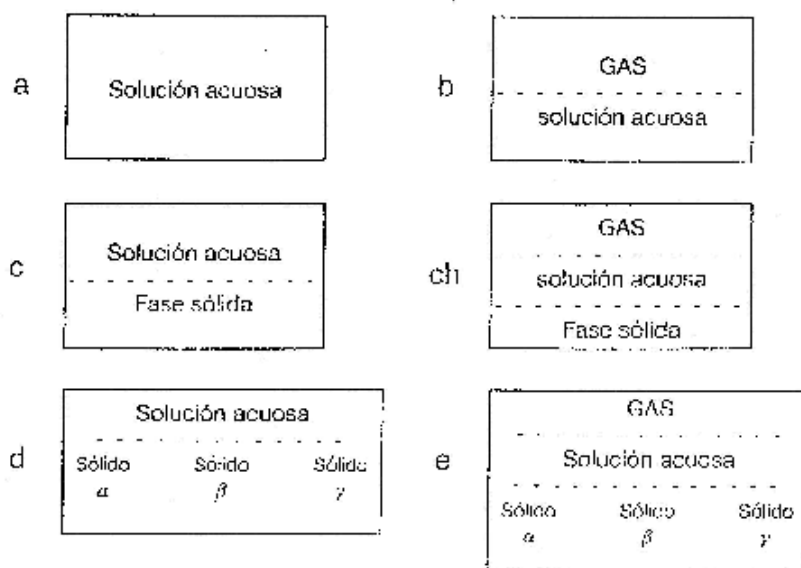 a
Solución acuosa
b
GAS
solución acuosa
c
Solución acuosa
Fase sólida
ch
GAS
solución acuosa
Fase sólida
d
Solución acuosa
Sólido Sólido Sólido
α β γ
e
GAS
Solución acuosa
Sólido Sólido Sólido
α β γ